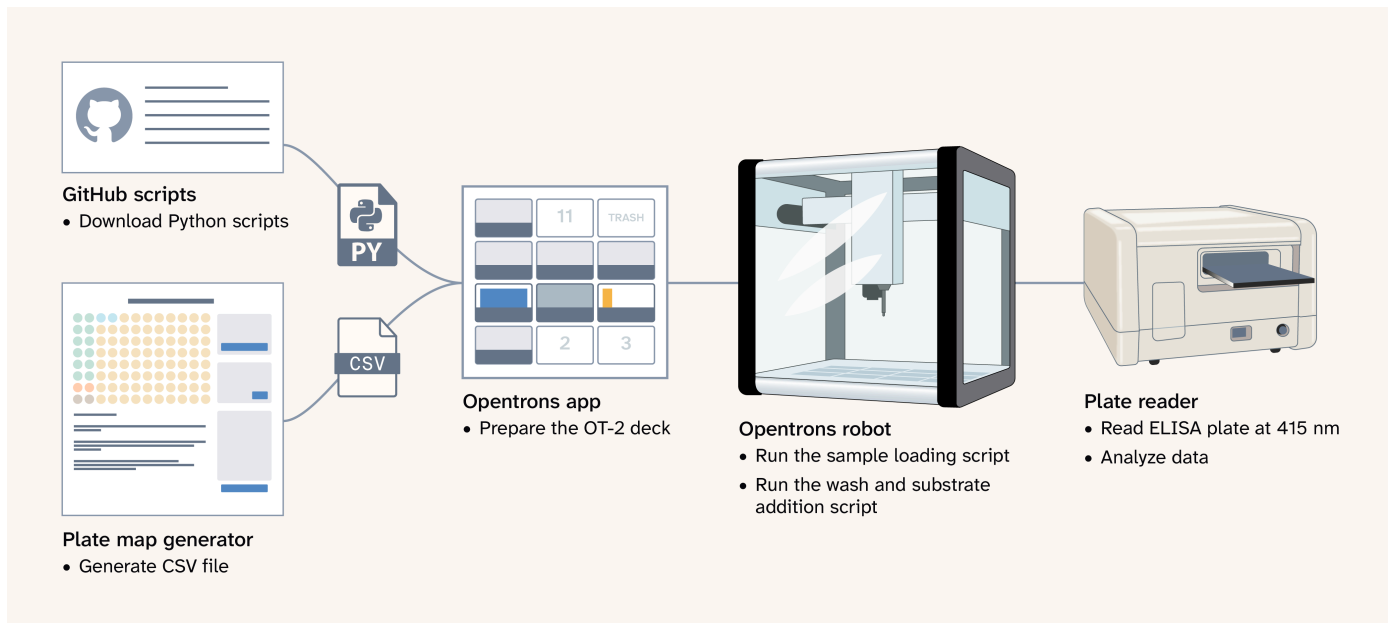 GitHub scripts
• Download Python scripts
PY
Plate map generator
• Generate CSV file
CSV
11
TRASH
2
3
Opentrons app
• Prepare the OT-2 deck
Opentrons robot
• Run the sample loading script
• Run the wash and substrate
addition script
Plate reader
• Read ELISA plate at 415 nm
• Analyze data